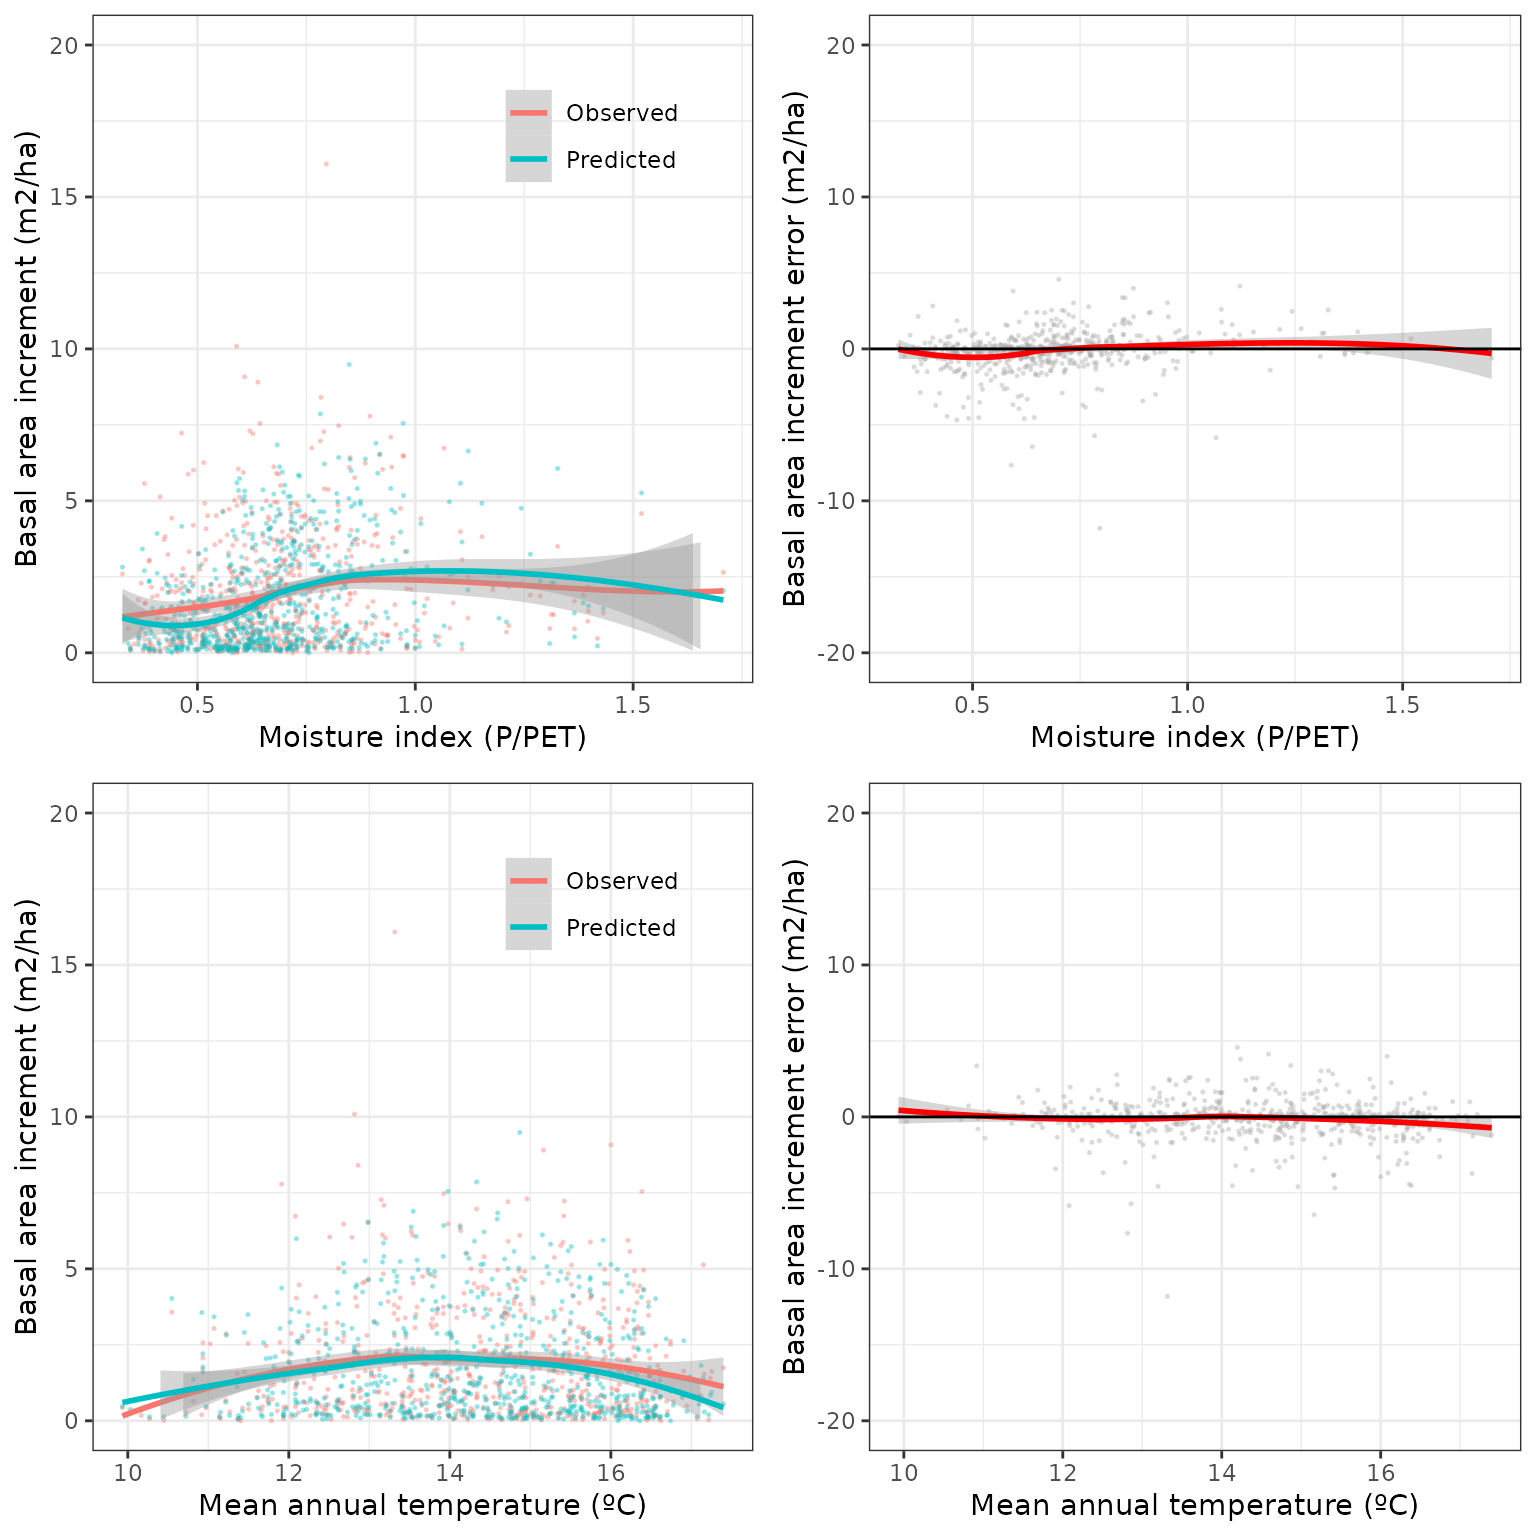 Basal area increment (m2/ha)
20
15
10
5
0
Observed
Predicted
0.5 1.0 1.5
Moisture index (P/PET)
Basal area increment error (m2/ha)
20
10
0
-10
-20
0.5 1.0 1.5
Moisture index (P/PET)
Basal area increment (m2/ha)
20
15
10
5
0
Observed
Predicted
10 12 14 16
Mean annual temperature (ºC)
Basal area increment error (m2/ha)
20
10
0
-10
-20
10 12 14 16
Mean annual temperature (ºC)